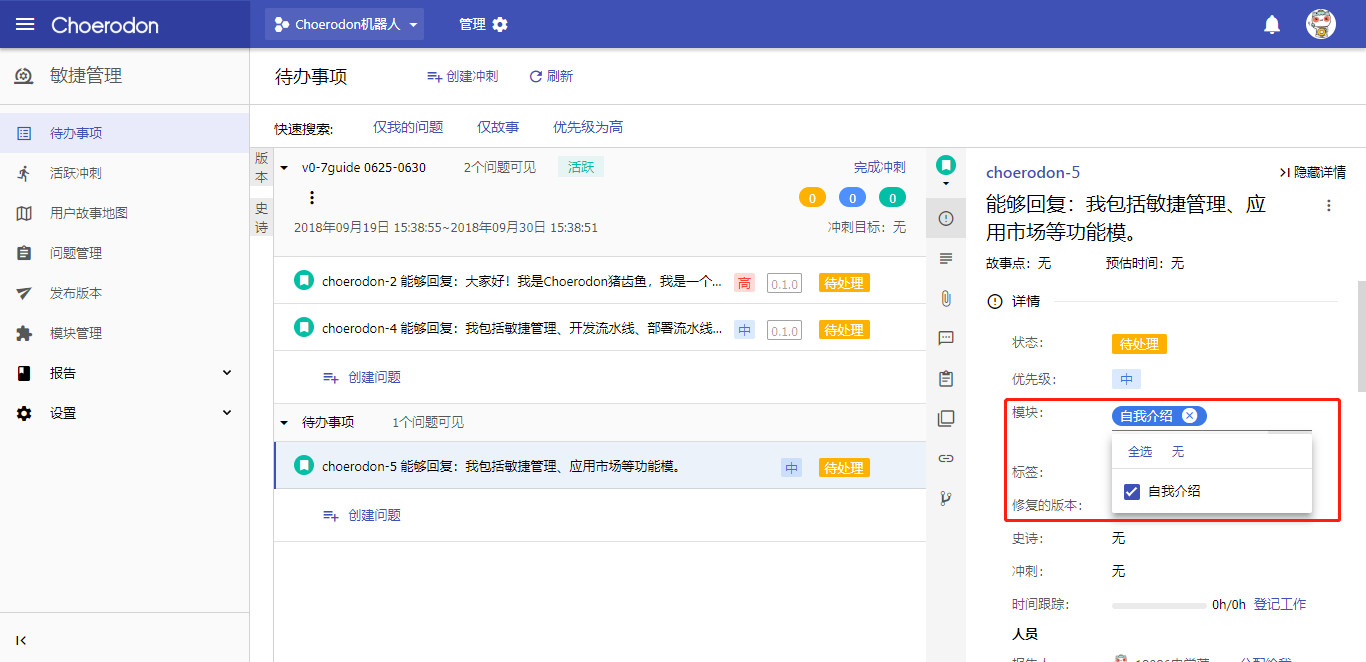 Choerodon
Choerodon机器人
管理
敏捷管理
待办事项
活跃冲刺
用户故事地图
问题管理
发布版本
模块管理
报告
设置
待办事项
创建冲刺
刷新
快速搜索:
仅我的问题
仅故事
优先级为高
版本
史诗
v0-7guide 0625-0630
2个问题可见
活跃
完成冲刺
0
0
0
2018年09月19日 15:38:55~2018年09月30日 15:38:51
冲刺目标：无
choerodon-2 能够回复：大家好！我是Choerodon猪齿鱼，我是一个...
高
0.1.0
待处理
choerodon-4 能够回复：我包括敏捷管理、开发流水线、部署流水线...
中
0.1.0
待处理
创建问题
待办事项
1个问题可见
choerodon-5 能够回复：我包括敏捷管理、应用市场等功能模。
中
待处理
创建问题
choerodon-5
隐藏详情
能够回复：我包括敏捷管理、应
用市场等功能模。
故事点：无
预估时间：无
详情
状态:
待处理
优先级:
中
模块:
自我介绍
全选
无
自我介绍
标签:
修复的版本:
史诗:
无
冲刺:
无
时间跟踪:
0h/0h
登记工作
人员